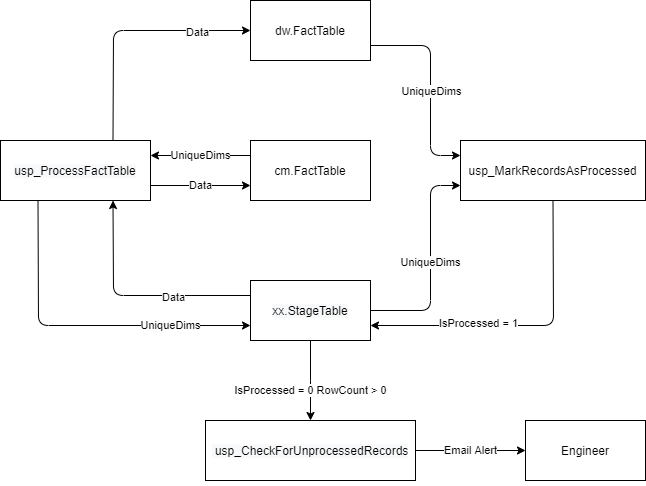 dw.FactTable
Data
UniqueDims
usp_ProcessFactTable
UniqueDims
Data
cm.FactTable
usp_MarkRecordsAsProcessed
UniqueDims
Data
xx.StageTable
UniqueDims
IsProcessed = 1
IsProcessed = 0 RowCount > 0
usp_CheckForUnprocessedRecords
Email Alert
Engineer